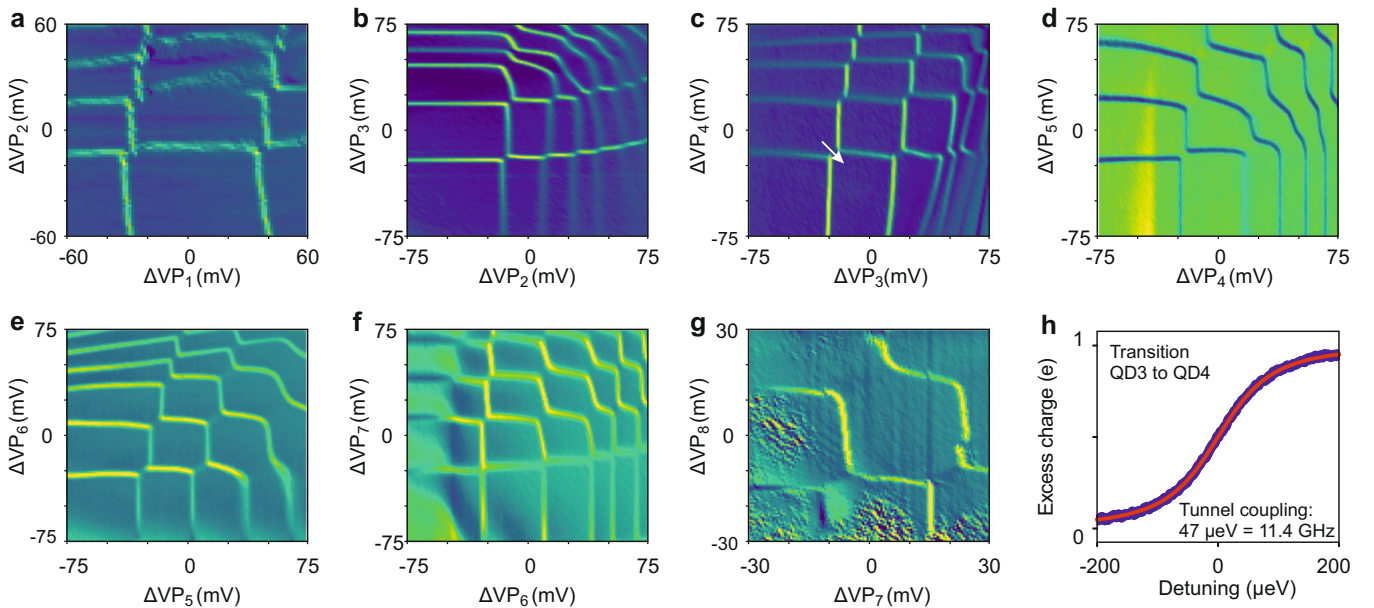 a
60
0
-60
ΔVP2 (mV)
-60 0 60
ΔVP1 (mV)
b
75
0
-75
ΔVP3 (mV)
-75 0 75
ΔVP2 (mV)
c
75
0
-75
ΔVP4 (mV)
-75 0 75
ΔVP3(mV)
d
75
0
-75
ΔVP5 (mV)
-75 0 75
ΔVP4 (mV)
e
75
0
-75
ΔVP6 (mV)
-75 0 75
ΔVP5 (mV)
f
75
0
-75
ΔVP7 (mV)
-75 0 75
ΔVP6 (mV)
g
30
0
-30
ΔVP8 (mV)
-30 0 30
ΔVP7 (mV)
h
1
0
Excess charge (e)
Transition
QD3 to QD4
Tunnel coupling:
47 µeV = 11.4 GHz
-200 0 200
Detuning (µeV)